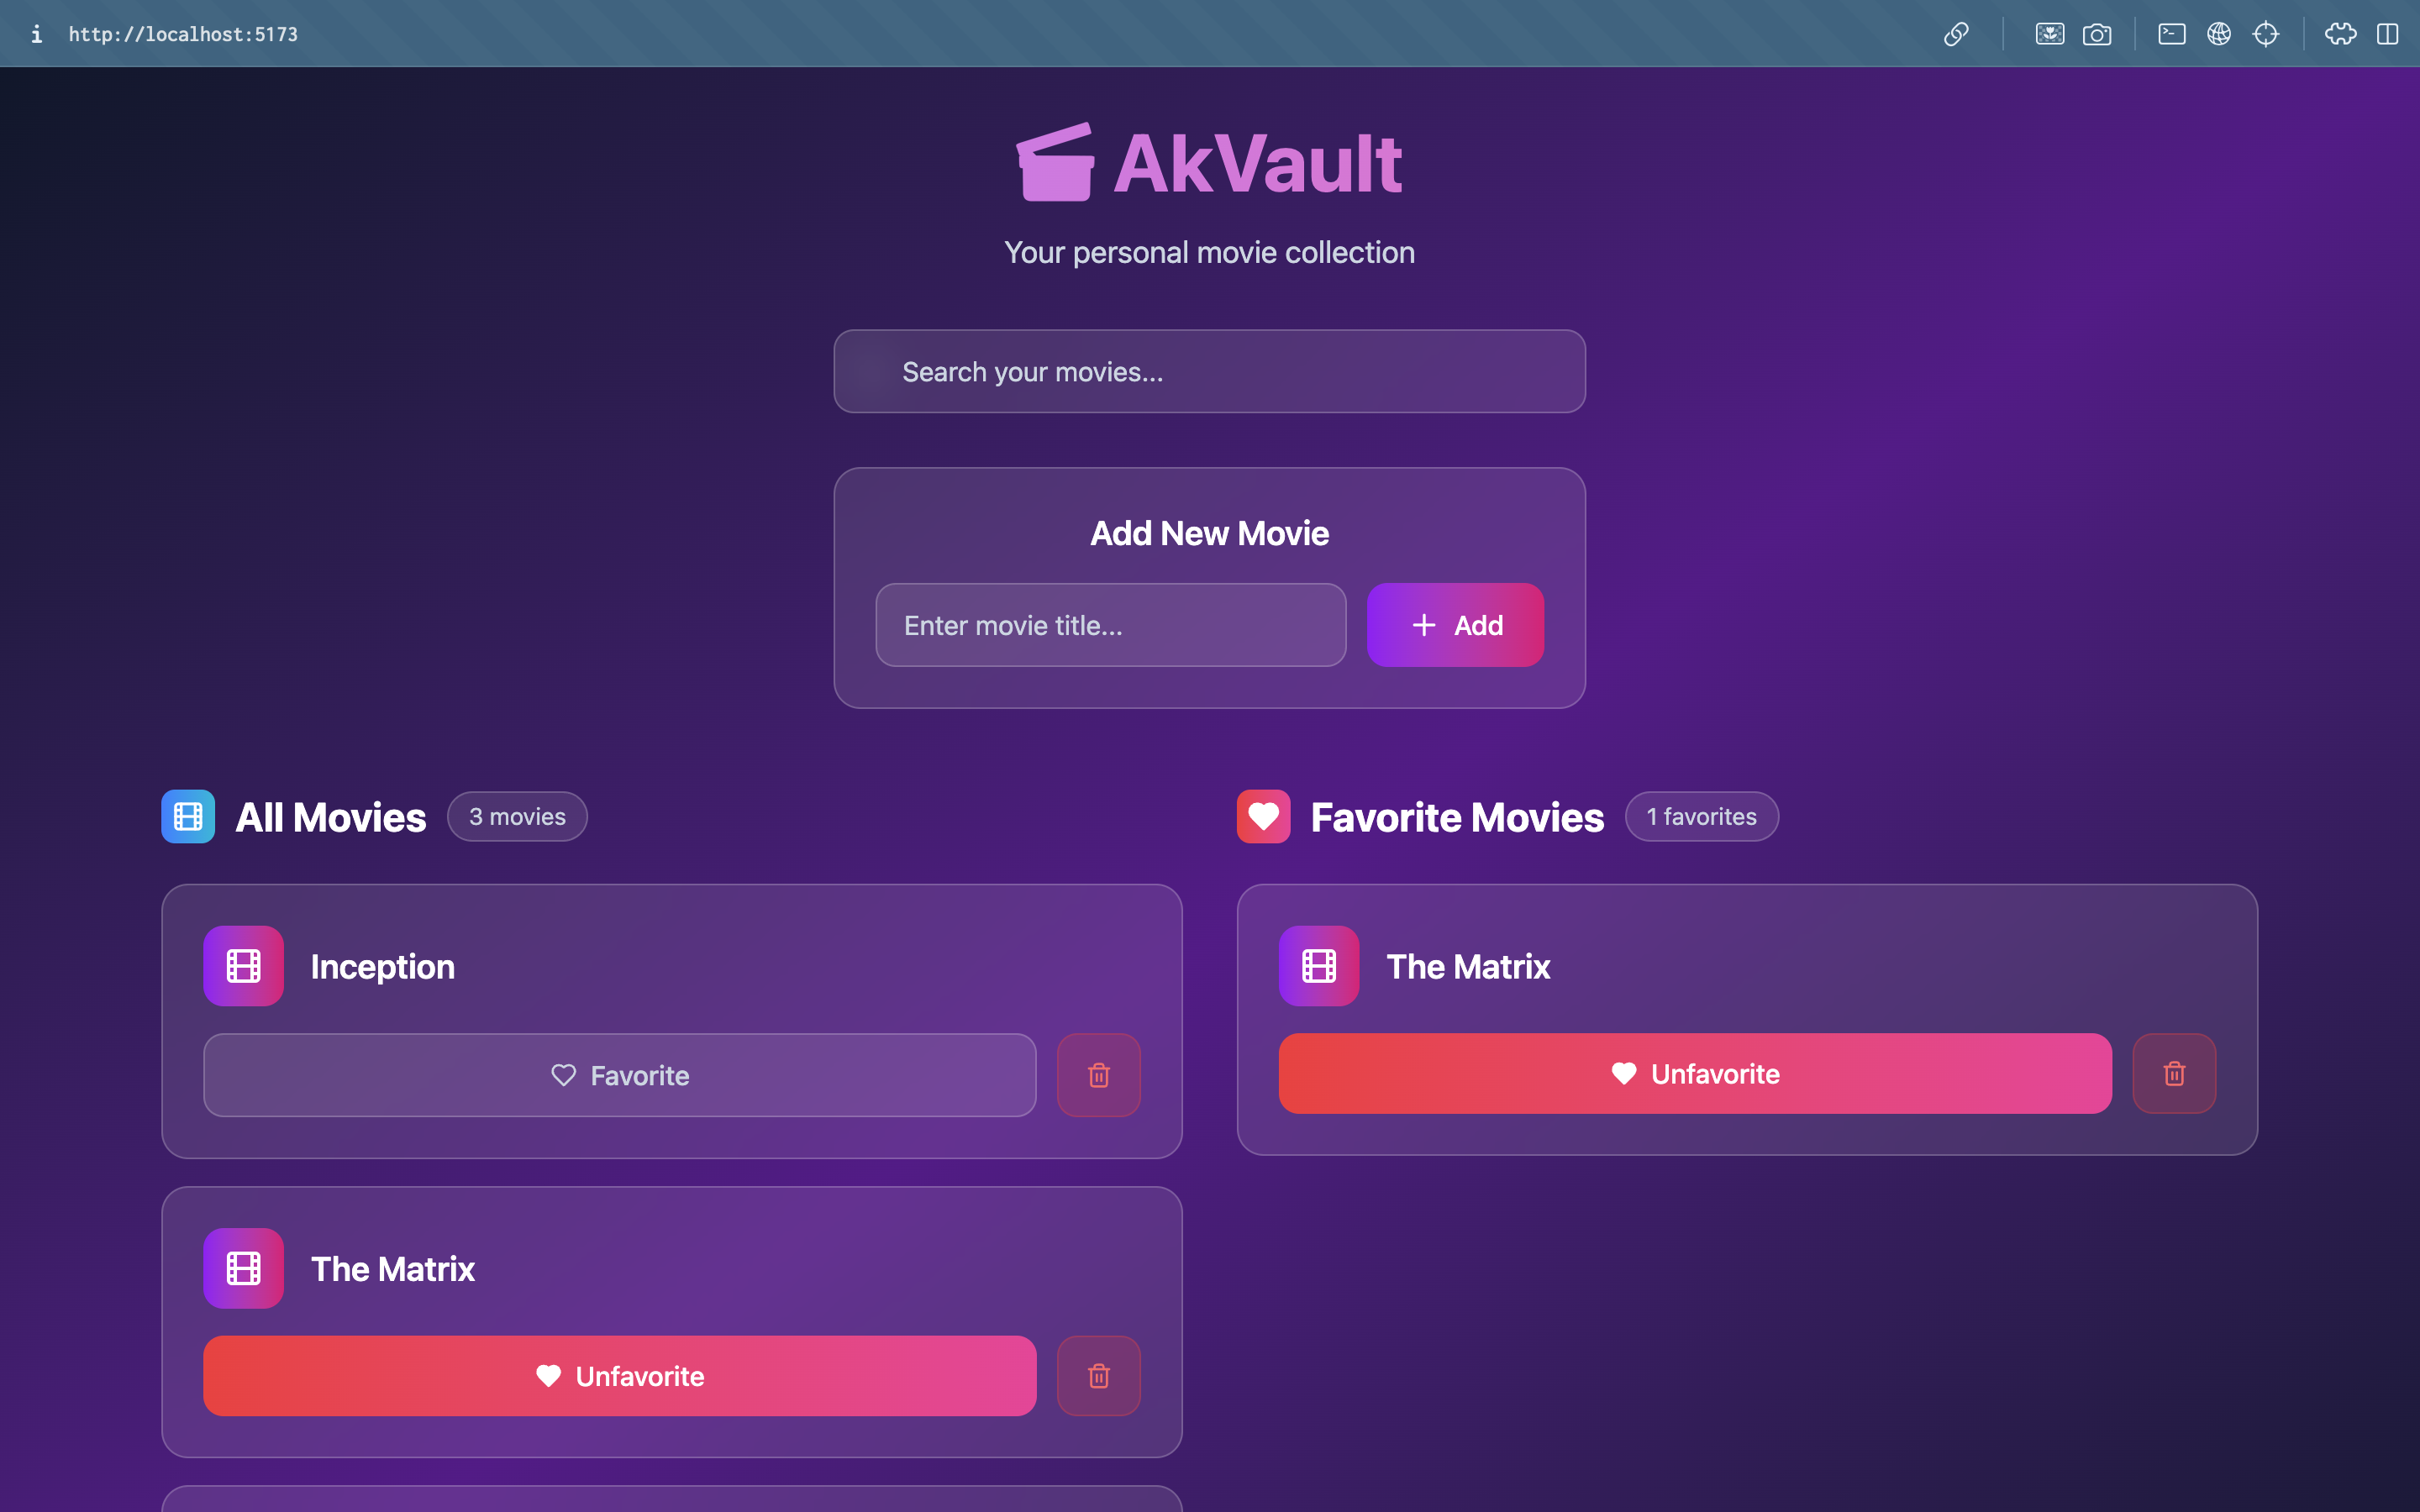 http://localhost:5173
AkVault
Your personal movie collection
Search your movies...
Add New Movie
Enter movie title...
Add
All Movies
3 movies
Inception
Favorite
The Matrix
Unfavorite
Favorite Movies
1 favorites
The Matrix
Unfavorite